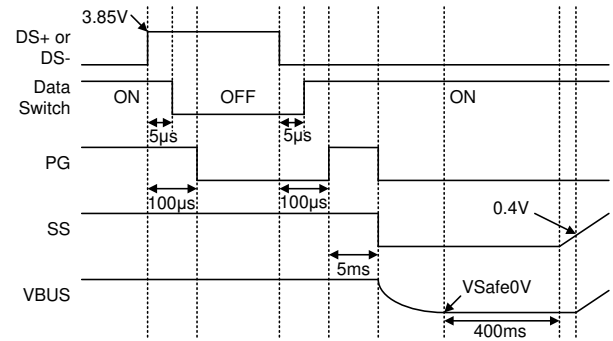 3.85V
DS+ or
DS-
Data
Switch
ON
OFF
ON
5µs
5µs
PG
100µs
100µs
0.4V
SS
5ms
VBUS
VSafe0V
400ms